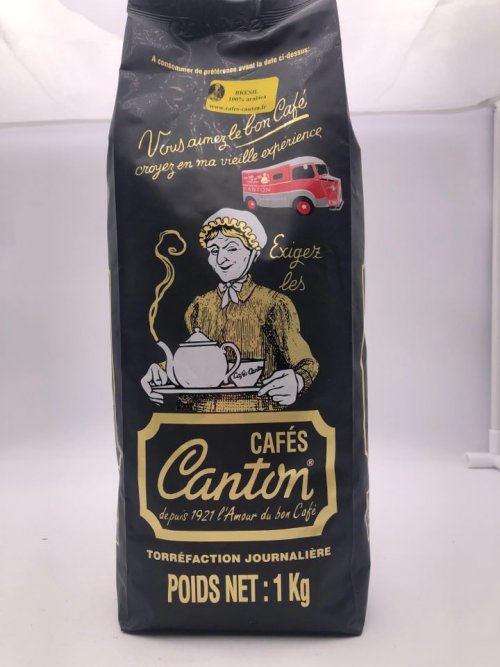 A consommer de préférence avant la date ci-dessus:
BRESIL
100% arabica
www.cafes-canton.fr
Vous aimez le bon Café
croyez en ma vieille expérience
CANTON
Exigez
les
Cafés Canton
CAFÉS
Canton®
depuis 1921 l'Amour du bon Café
TORRÉFACTION JOURNALIÈRE
POIDS NET : 1 Kg